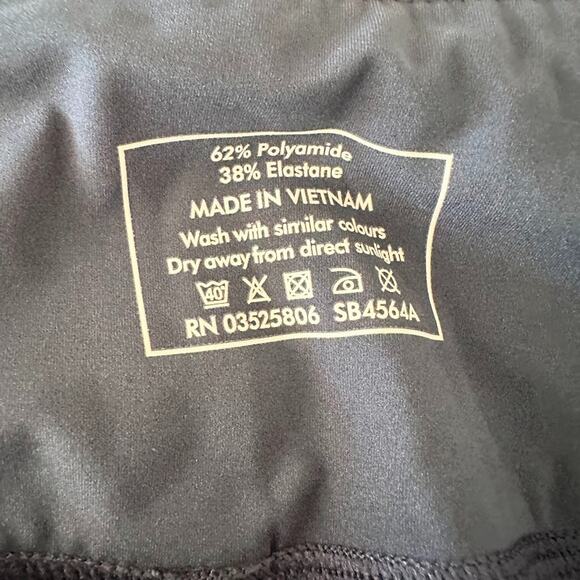 62% Polyamide
38% Elastane
MADE IN VIETNAM
Wash with similar colours
Dry away from direct sunlight
40°
RN 03525806 SB4564A